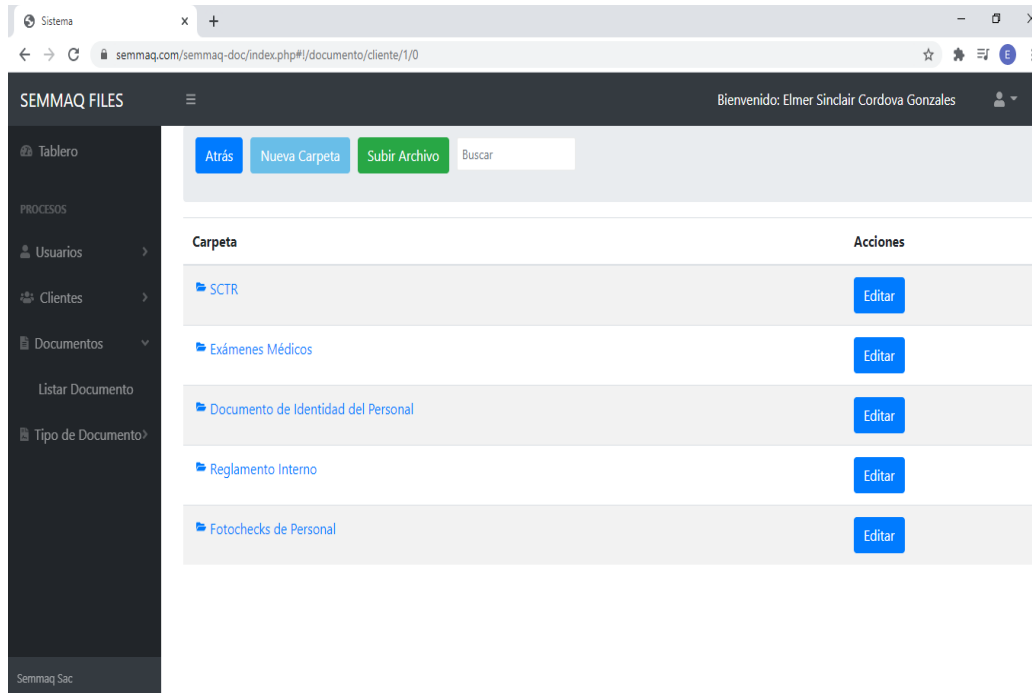 Sistema
semmaq.com/semmaq-doc/index.php#!/documento/cliente/1/0
E
SEMMAQ FILES
Bienvenido: Elmer Sinclair Cordova Gonzales
Tablero
Atrás
Nueva Carpeta
Subir Archivo
Buscar
PROCESOS
Usuarios
Clientes
Documentos
Listar Documento
Tipo de Documento
Carpeta Acciones
SCTR Editar
Exámenes Médicos Editar
Documento de Identidad del Personal Editar
Reglamento Interno Editar
Fotochecks de Personal Editar
Semmaq Sac